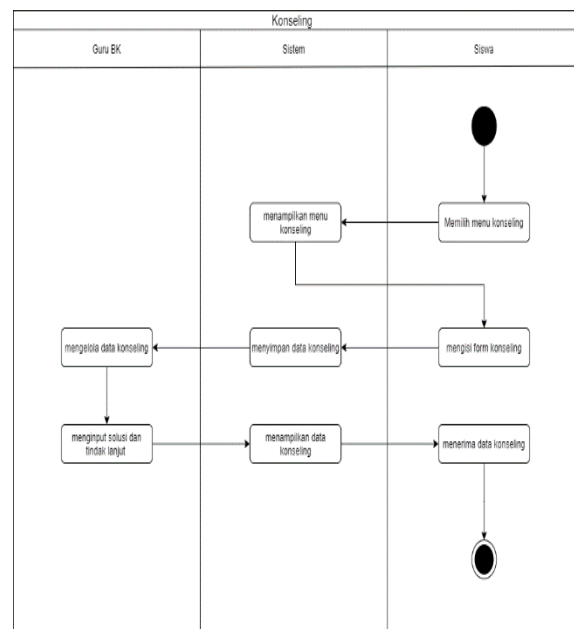 Konseling
Guru BK
Sistem
Siswa
menampilkan menu
konseling
Memilih menu konseling
mengelola data konseling
menyimpan data konseling
mengisi form konseling
menginput solusi dan
tindak lanjut
menampilkan data
konseling
menerima data konseling